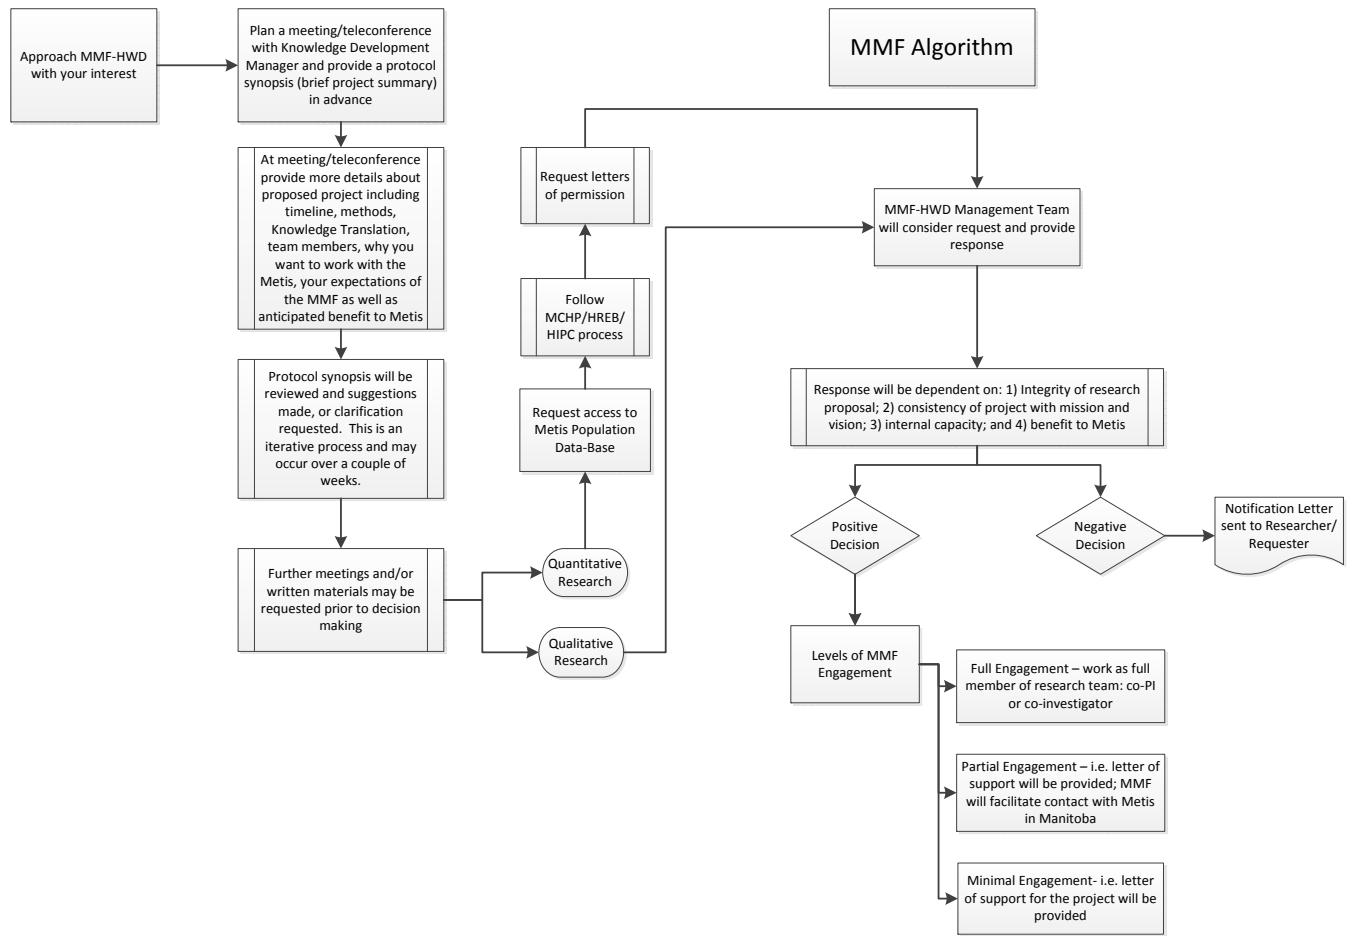 MMF Algorithm
Approach MMF-HWD
with your interest
Plan a meeting/teleconference
with Knowledge Development
Manager and provide a protocol
synopsis (brief project summary)
in advance
At meeting/teleconference
provide more details about
proposed project including
timeline, methods,
Knowledge Translation,
team members, why you
want to work with the
Metis, your expectations of
the MMF as well as
anticipated benefit to Metis
Protocol synopsis will be
reviewed and suggestions
made, or clarification
requested.  This is an
iterative process and may
occur over a couple of
weeks.
Further meetings and/or
written materials may be
requested prior to decision
making
Quantitative
Research
Qualitative
Research
Request access to
Metis Population
Data-Base
Follow
MCHP/HREB/
HIPC process
Request letters
of permission
MMF-HWD Management Team
will consider request and provide
response
Response will be dependent on: 1) Integrity of research
proposal; 2) consistency of project with mission and
vision; 3) internal capacity; and 4) benefit to Metis
Positive
Decision
Negative
Decision
Notification Letter
sent to Researcher/
Requester
Levels of MMF
Engagement
Full Engagement – work as full
member of research team: co-PI
or co-investigator
Partial Engagement – i.e. letter of
support will be provided; MMF
will facilitate contact with Metis
in Manitoba
Minimal Engagement- i.e. letter
of support for the project will be
provided